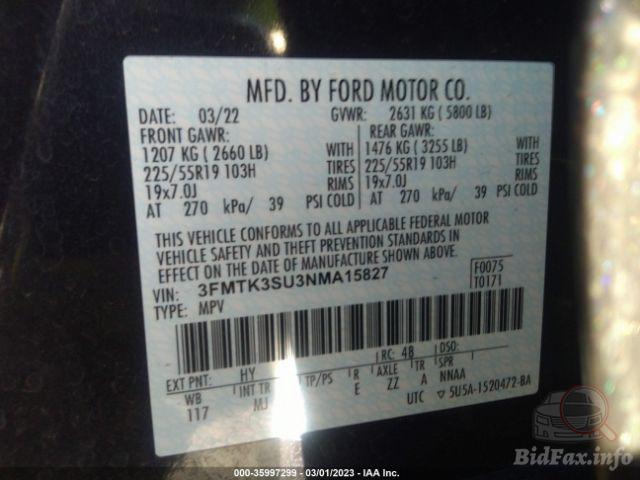 MFD. BY FORD MOTOR CO.
DATE: 03/22 GVWR: 2631 KG ( 5800 LB)
FRONT GAWR: REAR GAWR:
1207 KG ( 2660 LB) WITH 1476 KG ( 3255 LB) WITH
225/55R19 103H TIRES 225/55R19 103H TIRES
19x7.0J RIMS 19x7.0J RIMS
AT 270 kPa/ 39 PSI COLD AT 270 kPa/ 39 PSI COLD
THIS VEHICLE CONFORMS TO ALL APPLICABLE FEDERAL MOTOR
VEHICLE SAFETY AND THEFT PREVENTION STANDARDS IN
EFFECT ON THE DATE OF MANUFACTURE SHOWN ABOVE.
VIN: 3FMTK3SU3NMA15827 F0075
TYPE: MPV T0171
EXT PNT: HY RC: 48 DSO:
WB INT TR TP/PS R AXLE TR SPR
117 MJ E ZZ A NNAA
UTC ▽5U5A-1520472-BA
BidFax.info
000-35997299 — 03/01/2023 — IAA Inc.